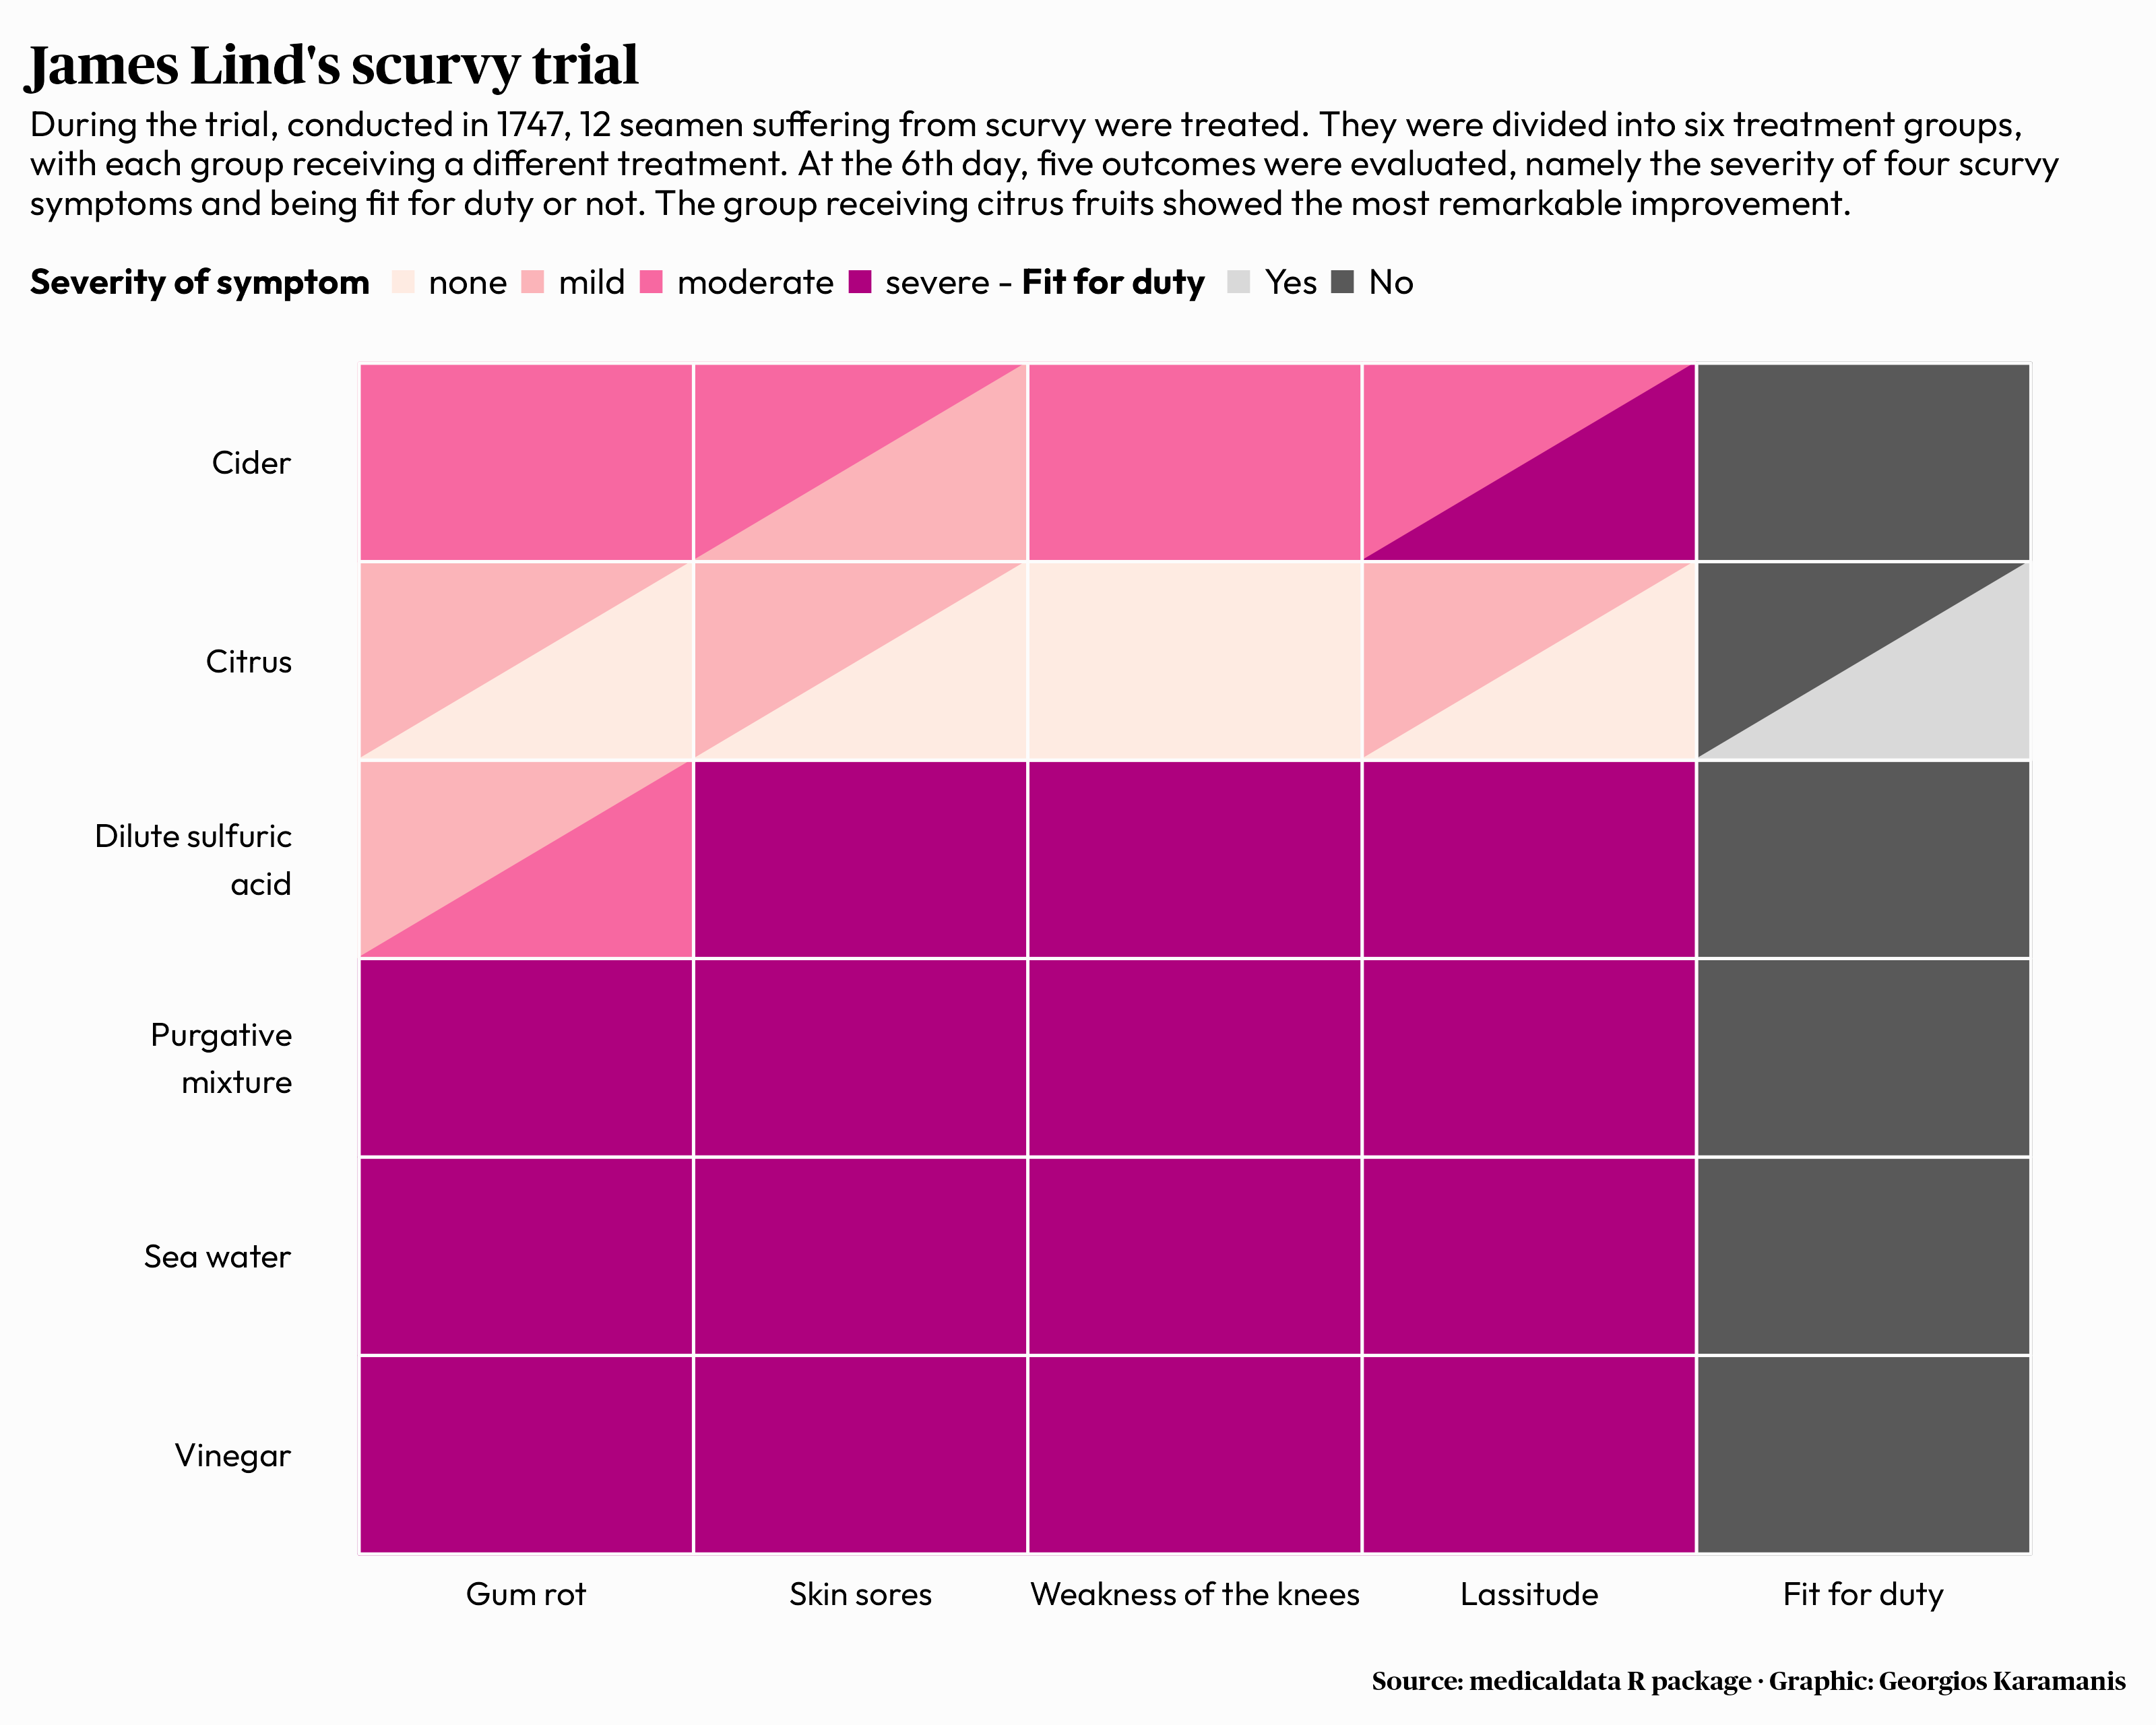 James Lind's scurvy trial
During the trial, conducted in 1747, 12 seamen suffering from scurvy were treated. They were divided into six treatment groups,
with each group receiving a different treatment. At the 6th day, five outcomes were evaluated, namely the severity of four scurvy
symptoms and being fit for duty or not. The group receiving citrus fruits showed the most remarkable improvement.
Severity of symptom none mild moderate severe - Fit for duty Yes No
Cider
Citrus
Dilute sulfuric
acid
Purgative
mixture
Sea water
Vinegar
Gum rot Skin sores Weakness of the knees Lassitude Fit for duty
Source: medicaldata R package · Graphic: Georgios Karamanis